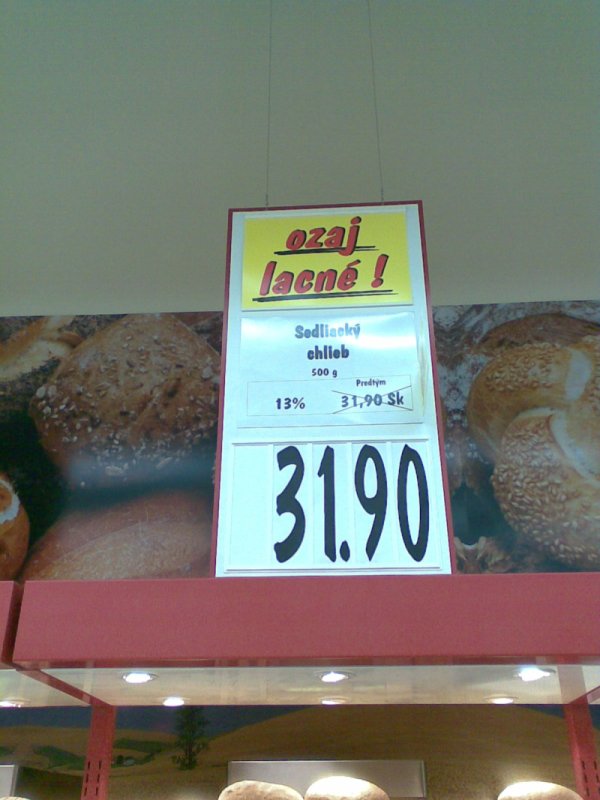 ozaj
lacné !
Sedliacký
chlieb
500 g
Predtým
13% 31,90 Sk
31.90